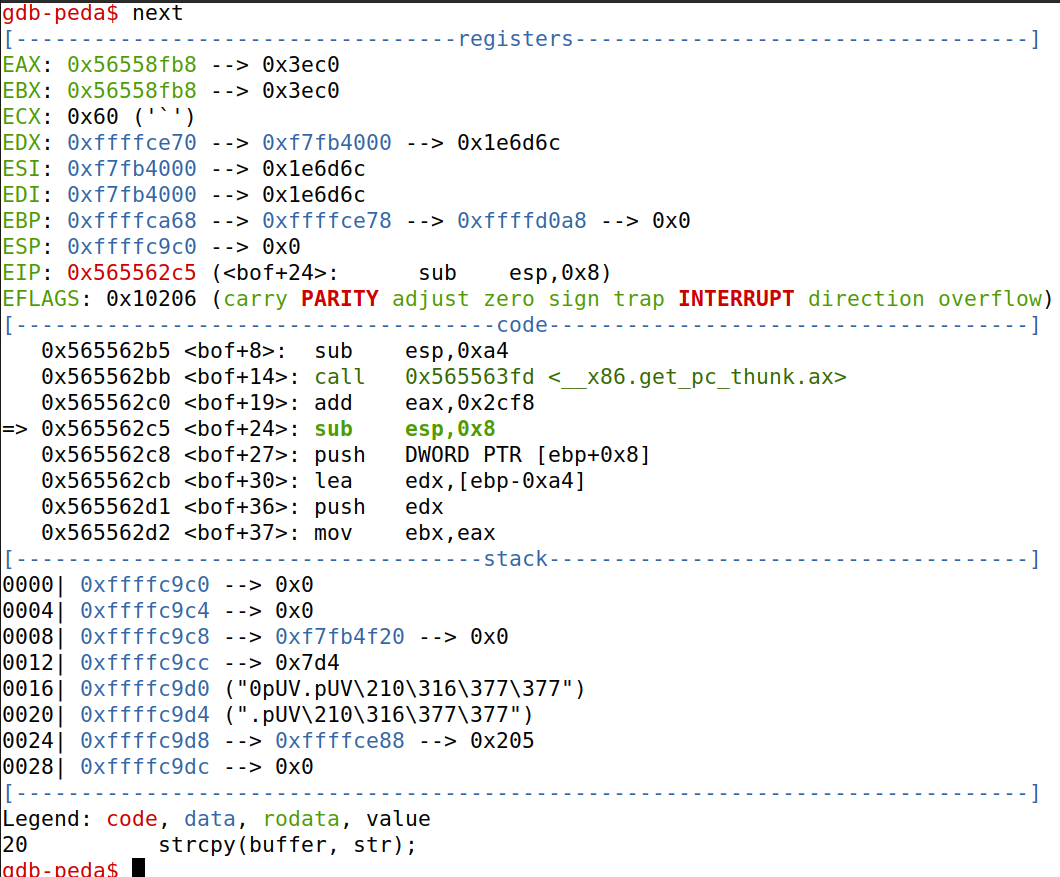 gdb-peda$ next
[----------------------------------registers-----------------------------------]
EAX: 0x56558fb8 --> 0x3ec0
EBX: 0x56558fb8 --> 0x3ec0
ECX: 0x60 ('`')
EDX: 0xffffce70 --> 0xf7fb4000 --> 0x1e6d6c
ESI: 0xf7fb4000 --> 0x1e6d6c
EDI: 0xf7fb4000 --> 0x1e6d6c
EBP: 0xffffca68 --> 0xffffce78 --> 0xffffd0a8 --> 0x0
ESP: 0xffffc9c0 --> 0x0
EIP: 0x565562c5 (<bof+24>:      sub    esp,0x8)
EFLAGS: 0x10206 (carry PARITY adjust zero sign trap INTERRUPT direction overflow)
[-------------------------------------code-------------------------------------]
   0x565562b5 <bof+8>:  sub    esp,0xa4
   0x565562bb <bof+14>: call   0x565563fd <__x86.get_pc_thunk.ax>
   0x565562c0 <bof+19>: add    eax,0x2cf8
=> 0x565562c5 <bof+24>: sub    esp,0x8
   0x565562c8 <bof+27>: push   DWORD PTR [ebp+0x8]
   0x565562cb <bof+30>: lea    edx,[ebp-0xa4]
   0x565562d1 <bof+36>: push   edx
   0x565562d2 <bof+37>: mov    ebx,eax
[------------------------------------stack-------------------------------------]
0000| 0xffffc9c0 --> 0x0
0004| 0xffffc9c4 --> 0x0
0008| 0xffffc9c8 --> 0xf7fb4f20 --> 0x0
0012| 0xffffc9cc --> 0x7d4
0016| 0xffffc9d0 ("0pUV.pUV\210\316\377\377")
0020| 0xffffc9d4 (".pUV\210\316\377\377")
0024| 0xffffc9d8 --> 0xffffce88 --> 0x205
0028| 0xffffc9dc --> 0x0
[------------------------------------------------------------------------------]
Legend: code, data, rodata, value
20          strcpy(buffer, str);
gdb-peda$